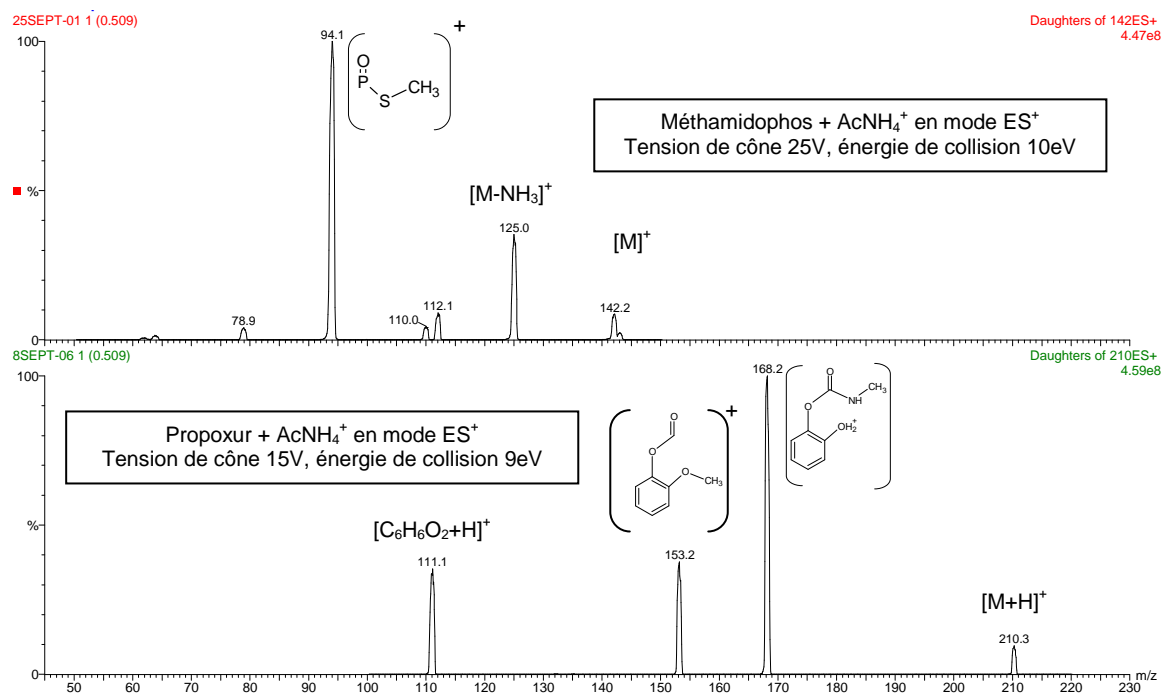 25SEPT-01 1 (0.509)
Daughters of 142ES+
4.47e8
100
%
0
94.1
+
O
P
S
CH3
Méthamidophos + AcNH4+ en mode ES+
Tension de cône 25V, énergie de collision 10eV
[M-NH3]+
125.0
[M]+
78.9
110.0
112.1
142.2
8SEPT-06 1 (0.509)
Daughters of 210ES+
4.59e8
100
%
0
168.2
O
O
NH
CH3
OH2+
Propoxur + AcNH4+ en mode ES+
Tension de cône 15V, énergie de collision 9eV
+
O
O
O
CH3
[C6H6O2+H]+
111.1
153.2
[M+H]+
210.3
50 60 70 80 90 100 110 120 130 140 150 160 170 180 190 200 210 220 230
m/z